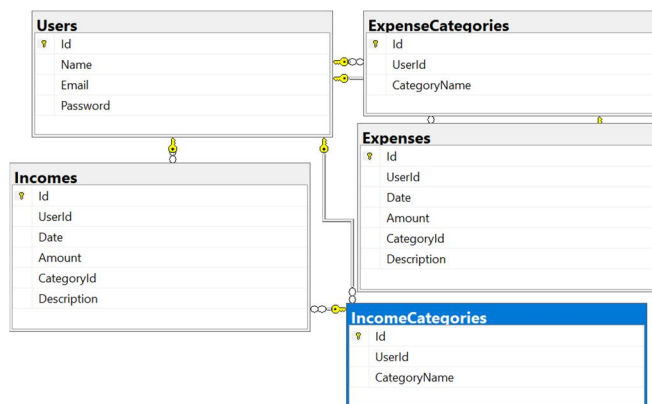 Users
Id
Name
Email
Password
ExpenseCategories
Id
UserId
CategoryName
Expenses
Id
UserId
Date
Amount
CategoryId
Description
Incomes
Id
UserId
Date
Amount
CategoryId
Description
IncomeCategories
Id
UserId
CategoryName